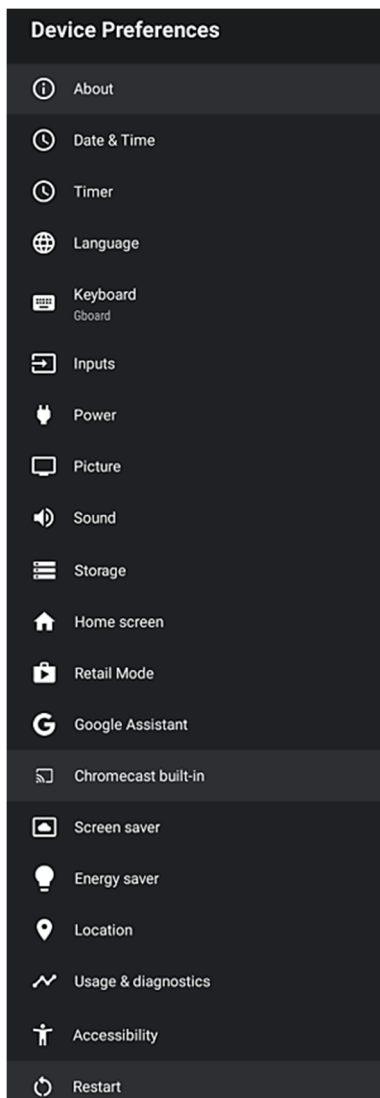 Device Preferences
About
Date & Time
Timer
Language
Keyboard
Gboard
Inputs
Power
Picture
Sound
Storage
Home screen
Retail Mode
Google Assistant
Chromecast built-in
Screen saver
Energy saver
Location
Usage & diagnostics
Accessibility
Restart